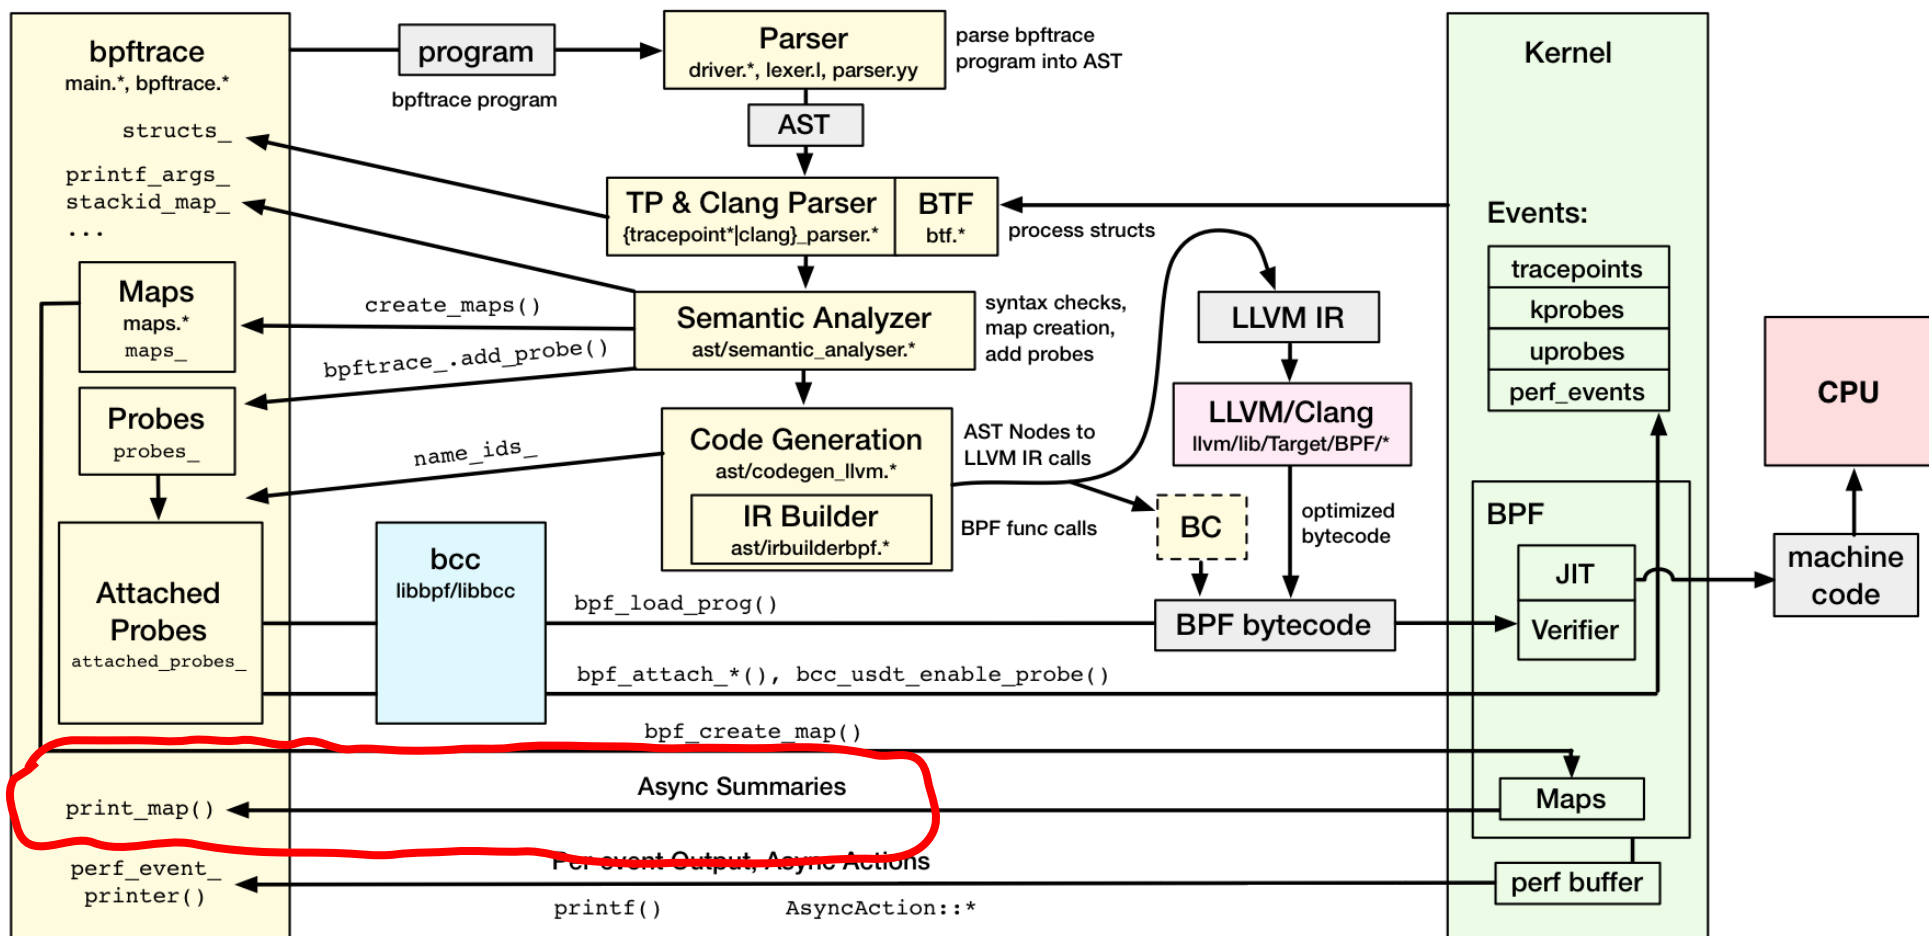 bpftrace
main.*, bpftrace.*
structs_
printf_args_
stackid_map_
...
Maps
maps.*
maps_
Probes
probes_
Attached
Probes
attached_probes_
print_map()
perf_event_
printer()
program
bpftrace program
Parser
driver.*, lexer.l, parser.yy
parse bpftrace
program into AST
AST
TP & Clang Parser
{tracepoint*|clang}_parser.*
BTF
btf.*
process structs
create_maps()
bpftrace_.add_probe()
name_ids_
Semantic Analyzer
ast/semantic_analyser.*
syntax checks,
map creation,
add probes
Code Generation
ast/codegen_llvm.*
IR Builder
ast/irbuilderbpf.*
AST Nodes to
LLVM IR calls
BPF func calls
LLVM IR
LLVM/Clang
llvm/lib/Target/BPF/*
optimized
bytecode
BC
BPF bytecode
bcc
libbpf/libbcc
bpf_load_prog()
bpf_attach_*(), bcc_usdt_enable_probe()
bpf_create_map()
Async Summaries
Per-event Output, Async Actions
printf()
AsyncAction::*
Kernel
Events:
tracepoints
kprobes
uprobes
perf_events
BPF
JIT
Verifier
Maps
perf buffer
CPU
machine
code